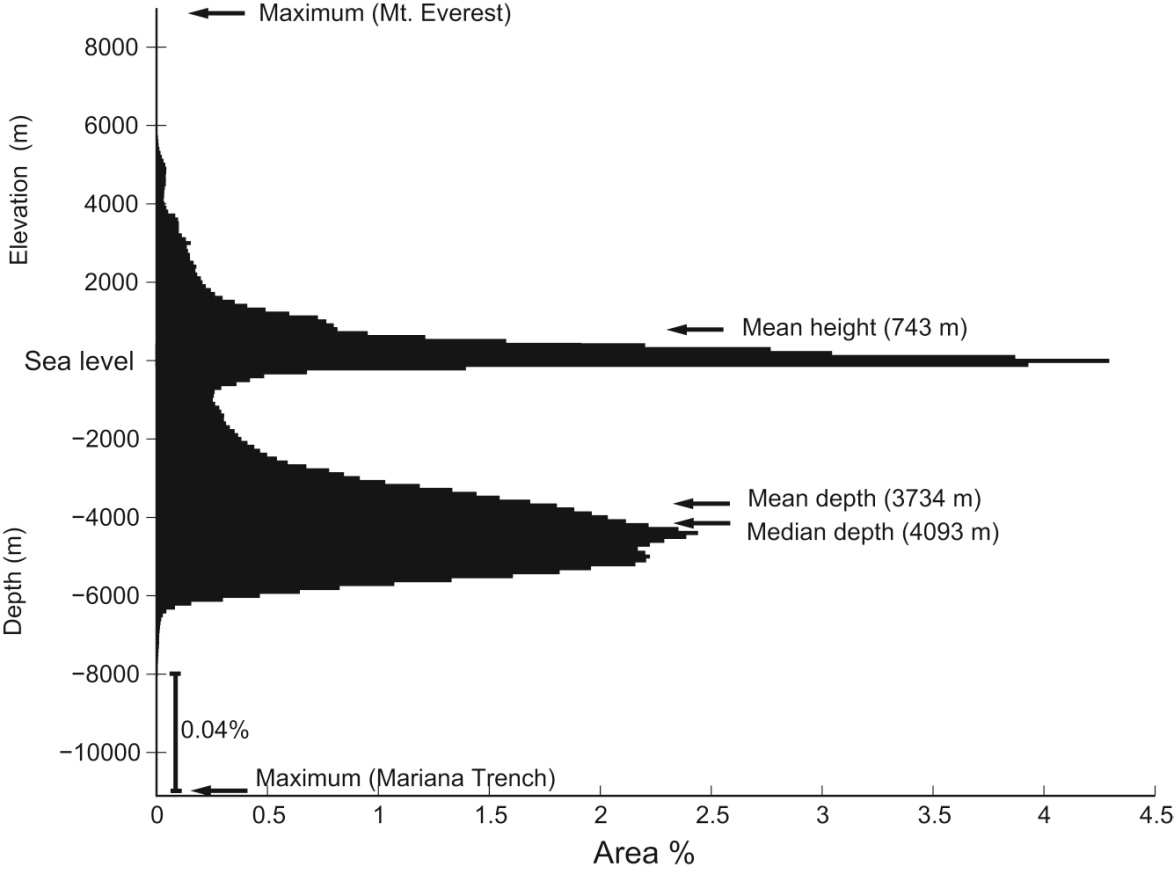 Maximum (Mt. Everest)
8000
6000
Elevation (m)
4000
2000
Mean height (743 m)
Sea level
−2000
Mean depth (3734 m)
−4000
Median depth (4093 m)
Depth (m)
−6000
−8000
0.04%
−10000
Maximum (Mariana Trench)
0 0.5 1 1.5 2 2.5 3 3.5 4 4.5
Area %